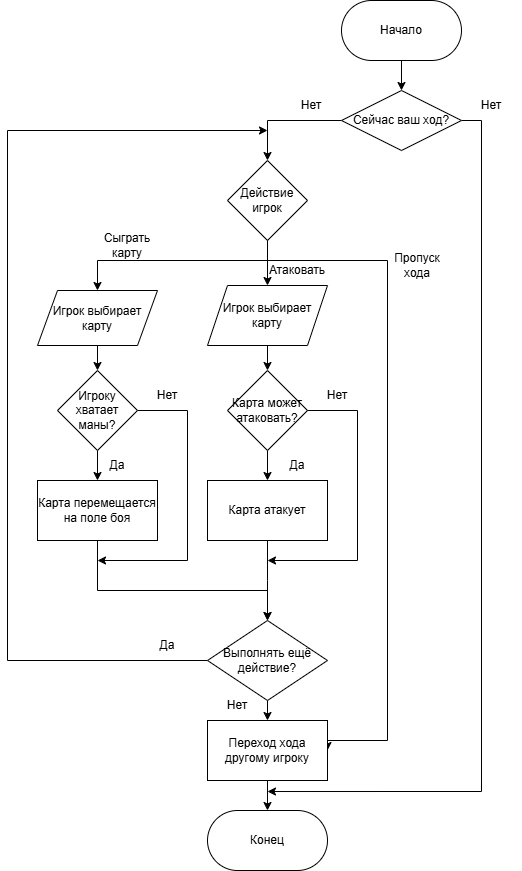 Начало
Сейчас ваш ход?
Нет
Нет
Действие
игрок
Сыграть
карту
Атаковать
Пропуск
хода
Игрок выбирает
карту
Игрок выбирает
карту
Игроку
хватает
маны?
Нет
Карта может
атаковать?
Нет
Да
Да
Карта перемещается
на поле боя
Карта атакует
Выполнять еще
действие?
Да
Нет
Переход хода
другому игроку
Конец